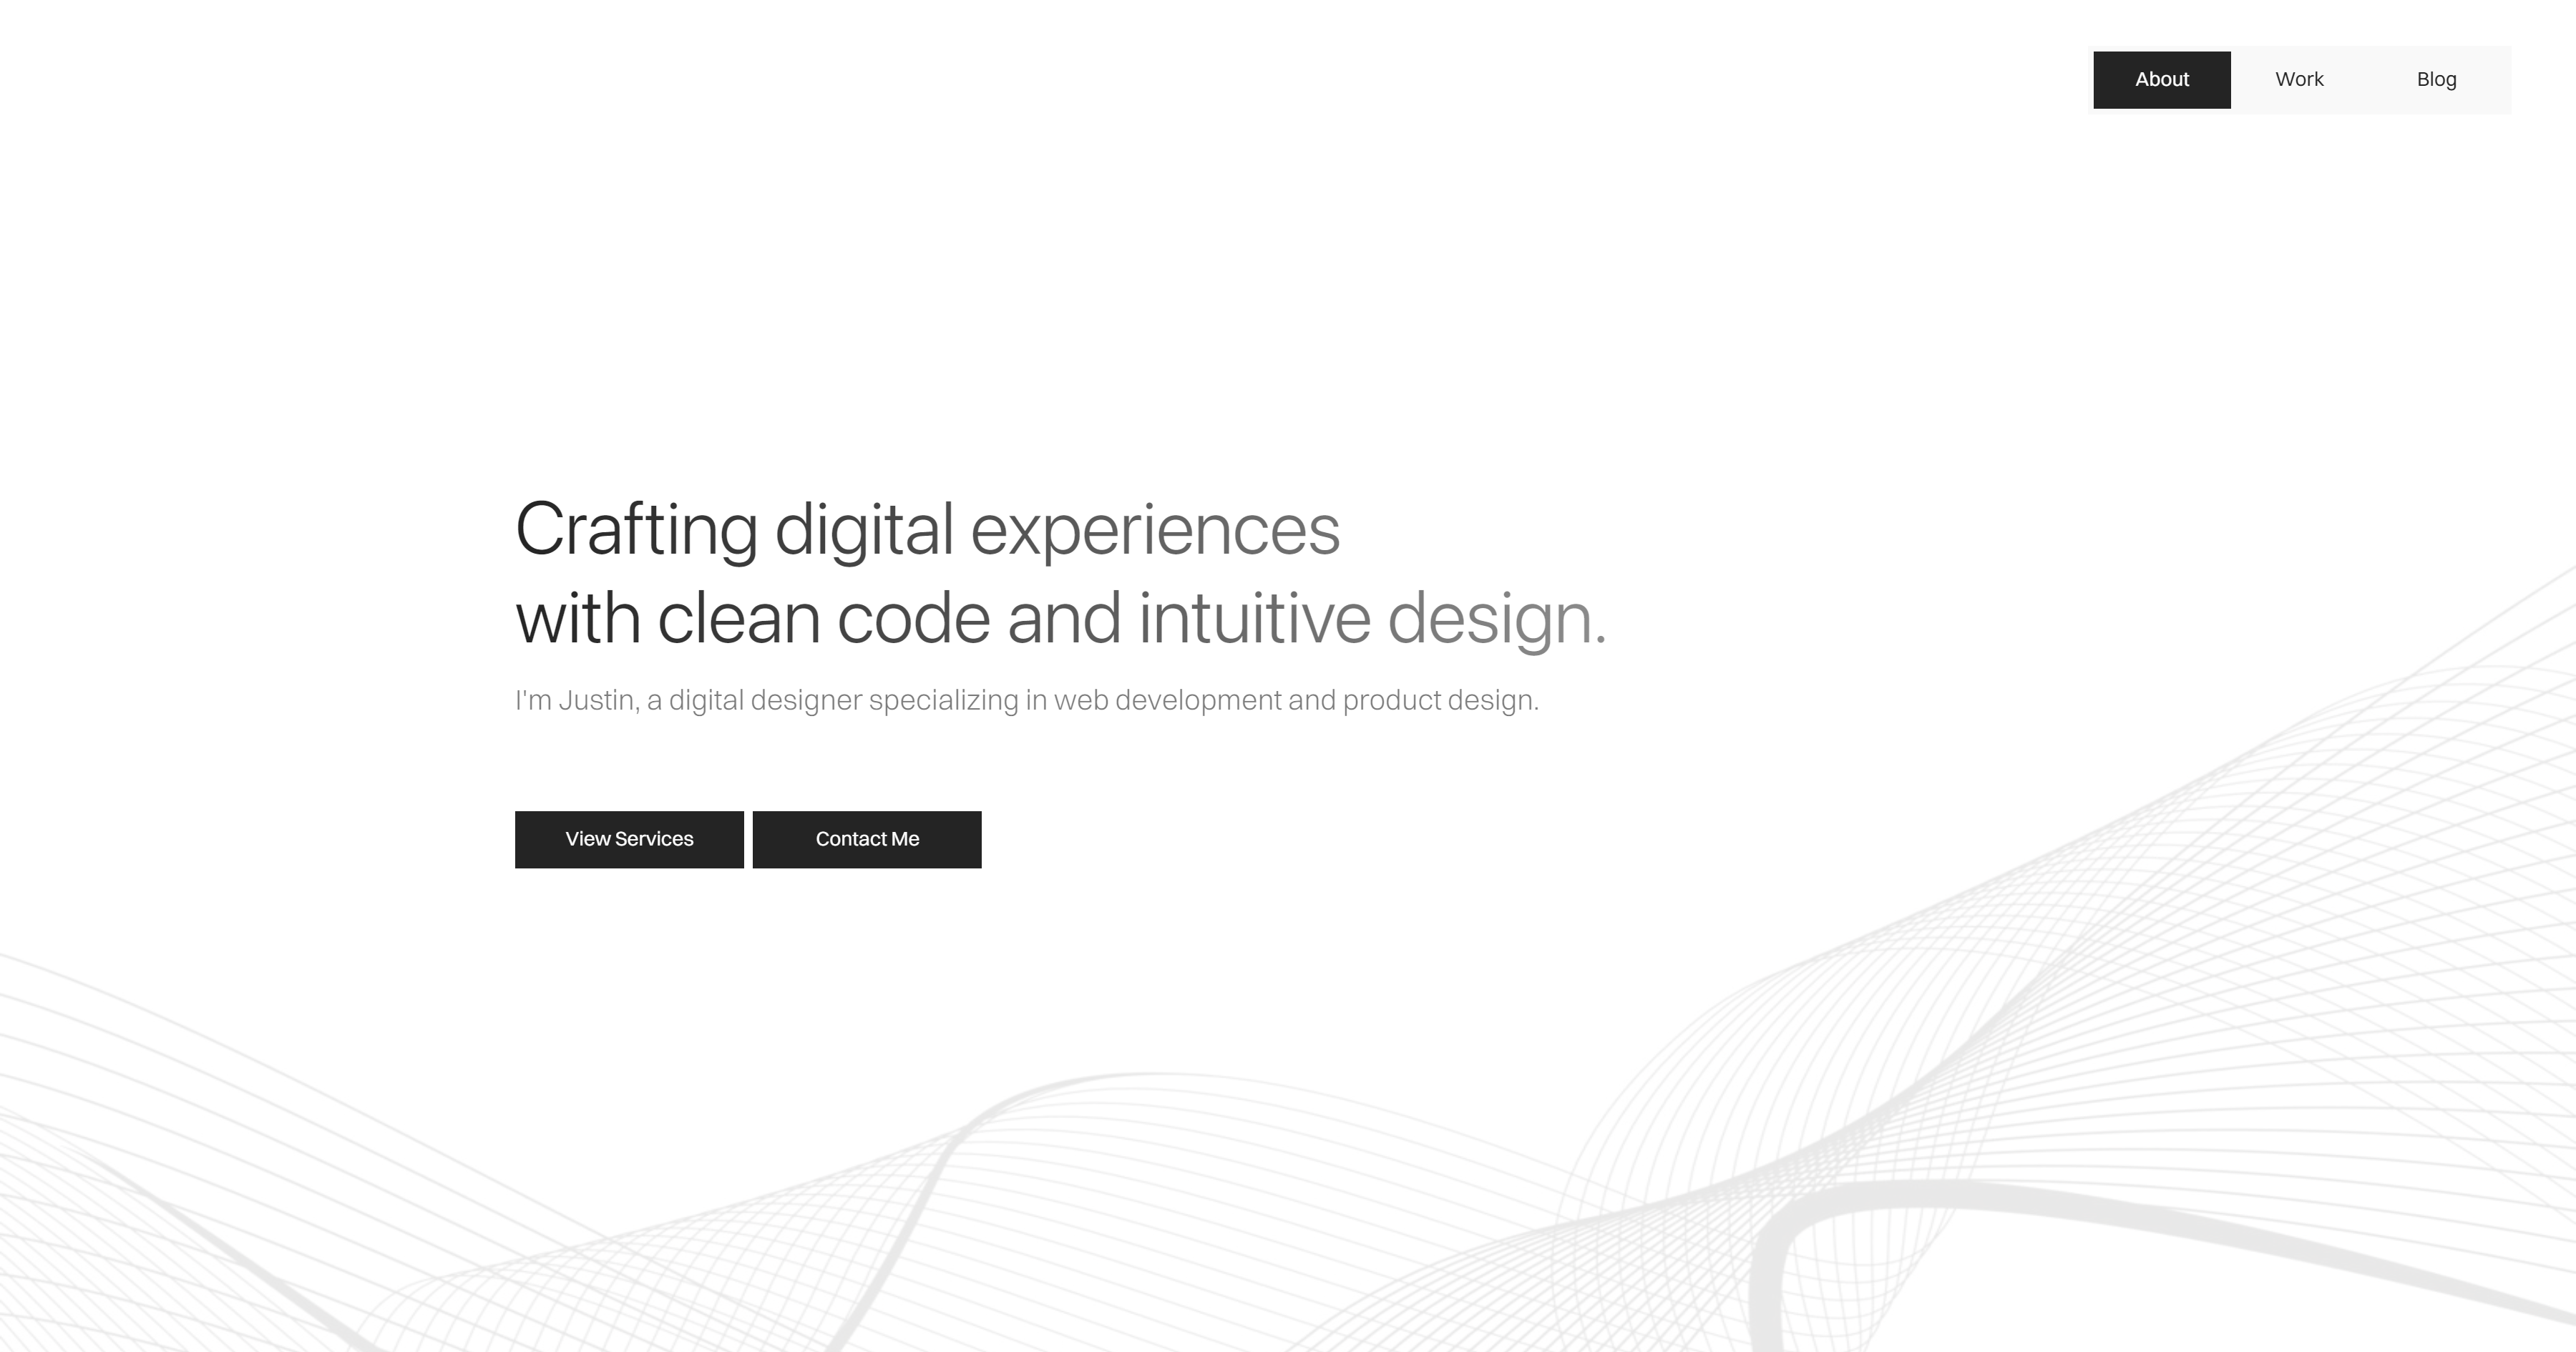 About
Work
Blog
Crafting digital experiences
with clean code and intuitive design.
I'm Justin, a digital designer specializing in web development and product design.
View Services
Contact Me